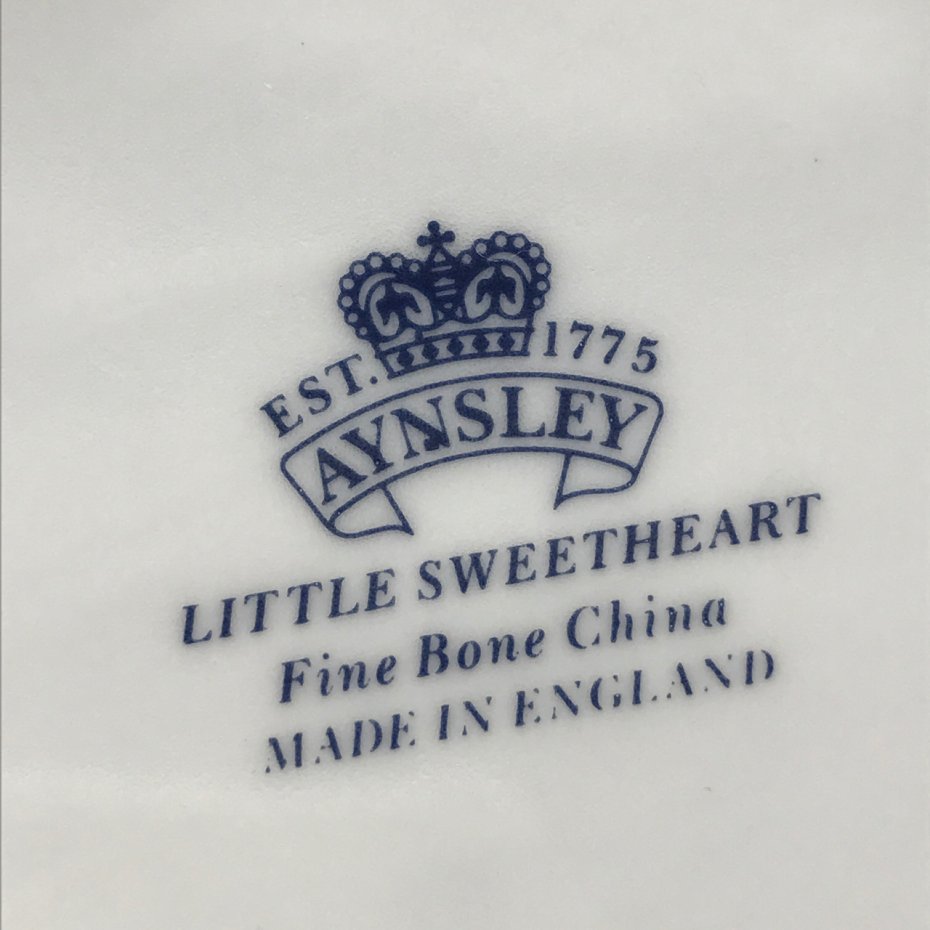 EST. 1775
AYNSLEY
LITTLE SWEETHEART
Fine Bone China
MADE IN ENGLAND